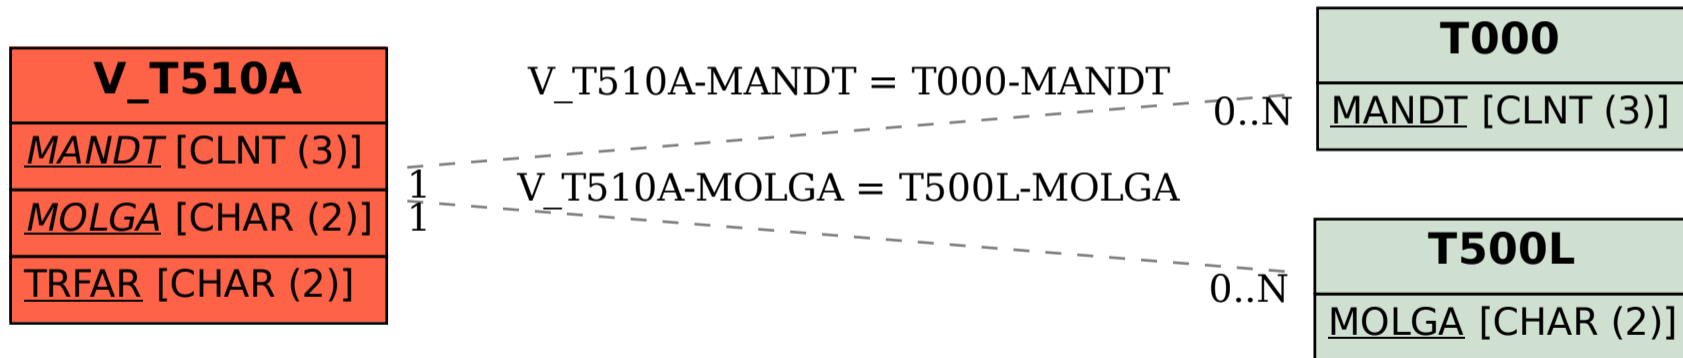 V_T510A
MANDT [CLNT (3)]
MOLGA [CHAR (2)]
TRFAR [CHAR (2)]
V_T510A-MANDT = T000-MANDT
1
0..N
V_T510A-MOLGA = T500L-MOLGA
1
0..N
T000
MANDT [CLNT (3)]
T500L
MOLGA [CHAR (2)]